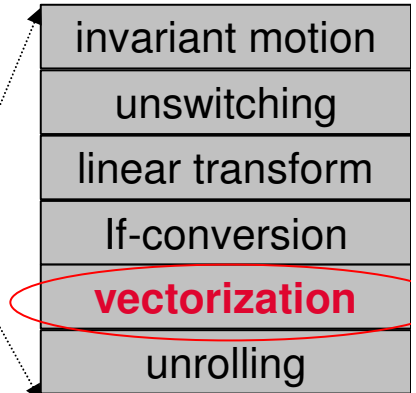 invariant motion
unswitching
linear transform
If-conversion
vectorization
unrolling